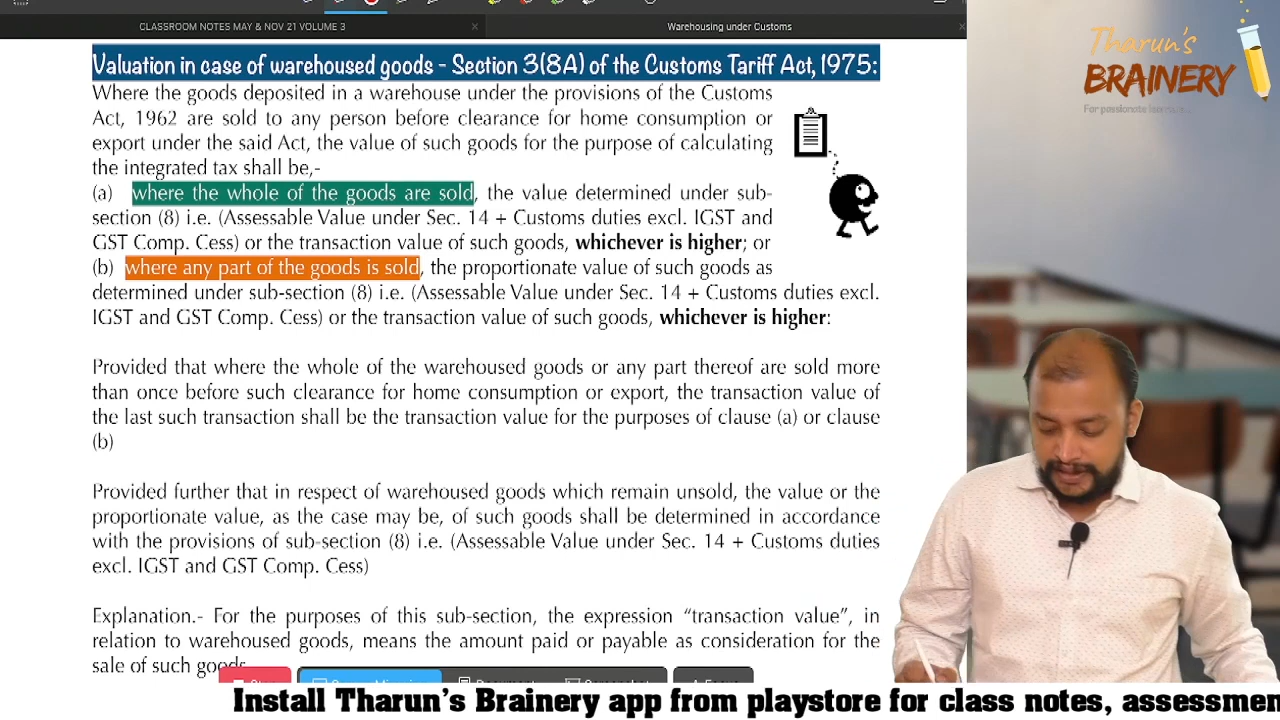 CLASSROOM NOTES MAY & NOV 21 VOLUME 3
Warehousing under Customs
Tharun's
BRAINERY
For passionate
Valuation in case of warehoused goods - Section 3(8A) of the Customs Tariff Act, 1975:
Where the goods deposited in a warehouse under the provisions of the Customs
Act, 1962 are sold to any person before clearance for home consumption or
export under the said Act, the value of such goods for the purpose of calculating
the integrated tax shall be,-
(a) where the whole of the goods are sold, the value determined under sub-
section (8) i.e. (Assessable Value under Sec. 14 + Customs duties excl. IGST and
GST Comp. Cess) or the transaction value of such goods, whichever is higher; or
(b) where any part of the goods is sold, the proportionate value of such goods as
determined under sub-section (8) i.e. (Assessable Value under Sec. 14 + Customs duties excl.
IGST and GST Comp. Cess) or the transaction value of such goods, whichever is higher:
Provided that where the whole of the warehoused goods or any part thereof are sold more
than once before such clearance for home consumption or export, the transaction value of
the last such transaction shall be the transaction value for the purposes of clause (a) or clause
(b)
Provided further that in respect of warehoused goods which remain unsold, the value or the
proportionate value, as the case may be, of such goods shall be determined in accordance
with the provisions of sub-section (8) i.e. (Assessable Value under Sec. 14 + Customs duties
excl. IGST and GST Comp. Cess)
Explanation.- For the purposes of this sub-section, the expression “transaction value”, in
relation to warehoused goods, means the amount paid or payable as consideration for the
sale of such goods
Install Tharun's Brainery app from playstore for class notes, assessmen